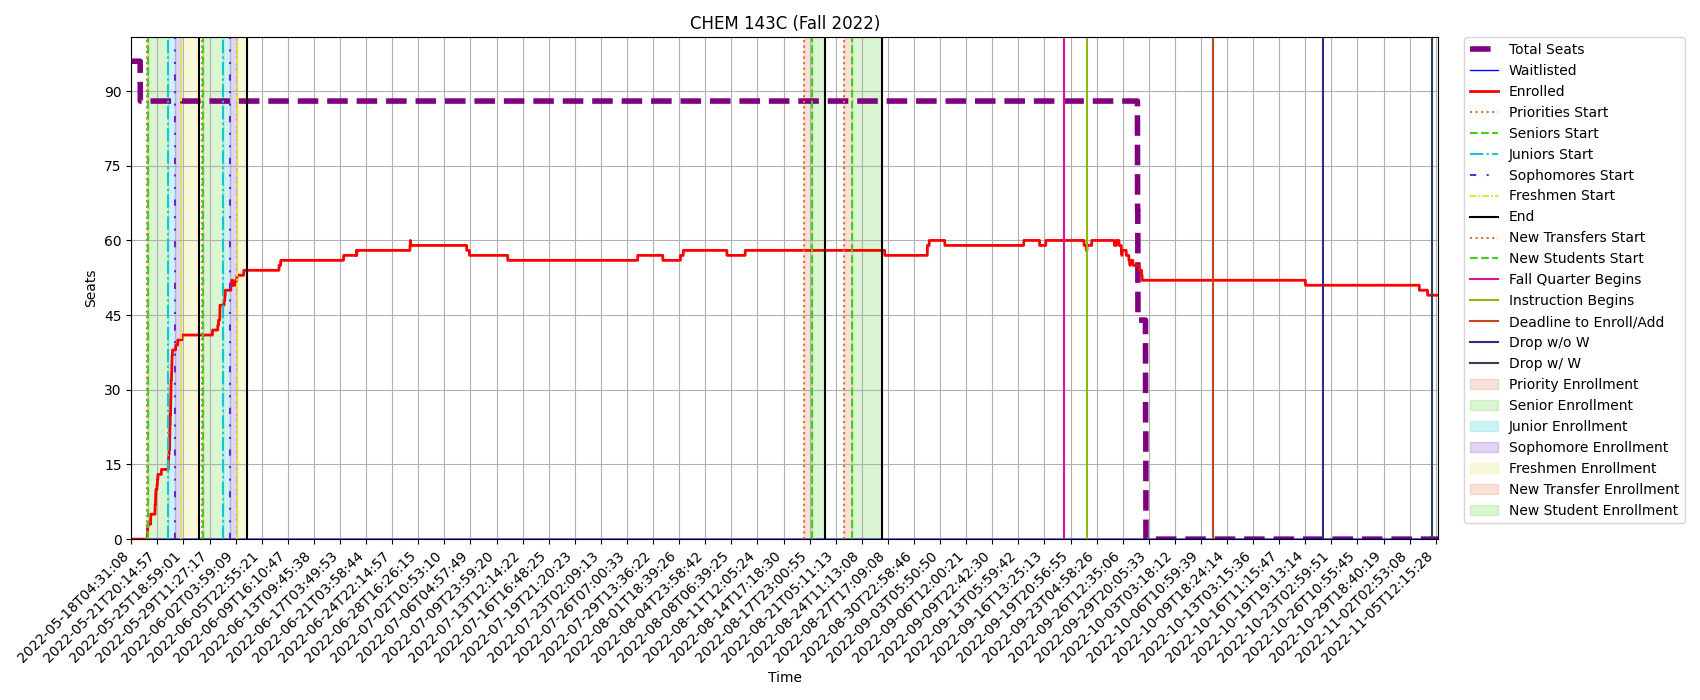 CHEM 143C (Fall 2022)
Seats
90
75
60
45
30
15
0
2022-05-18T04:31:08
2022-05-21T20:14:57
2022-05-25T18:59:01
2022-05-29T11:27:17
2022-06-02T03:59:09
2022-06-05T22:55:21
2022-06-09T16:10:47
2022-06-13T09:45:38
2022-06-17T03:49:53
2022-06-21T03:58:44
2022-06-24T22:14:57
2022-06-28T16:26:15
2022-07-02T10:53:10
2022-07-06T04:57:49
2022-07-09T23:59:20
2022-07-13T12:14:22
2022-07-16T16:48:25
2022-07-19T21:20:23
2022-07-23T02:09:13
2022-07-26T07:00:33
2022-07-29T13:36:22
2022-08-01T18:39:26
2022-08-04T23:58:42
2022-08-08T06:39:25
2022-08-11T12:05:24
2022-08-14T17:18:30
2022-08-17T23:00:55
2022-08-21T05:11:13
2022-08-24T11:13:08
2022-08-27T17:09:08
2022-08-30T22:58:46
2022-09-03T05:50:50
2022-09-06T12:00:21
2022-09-09T22:42:30
2022-09-13T05:59:42
2022-09-16T13:25:13
2022-09-19T20:56:55
2022-09-23T04:58:26
2022-09-26T12:35:06
2022-09-29T20:05:33
2022-10-03T03:18:12
2022-10-06T10:59:39
2022-10-09T18:24:14
2022-10-13T03:15:36
2022-10-16T11:15:47
2022-10-19T19:13:14
2022-10-23T02:59:51
2022-10-26T10:55:45
2022-10-29T18:40:19
2022-11-02T02:53:08
2022-11-05T12:15:28
Time
Total Seats
Waitlisted
Enrolled
Priorities Start
Seniors Start
Juniors Start
Sophomores Start
Freshmen Start
End
New Transfers Start
New Students Start
Fall Quarter Begins
Instruction Begins
Deadline to Enroll/Add
Drop w/o W
Drop w/ W
Priority Enrollment
Senior Enrollment
Junior Enrollment
Sophomore Enrollment
Freshmen Enrollment
New Transfer Enrollment
New Student Enrollment